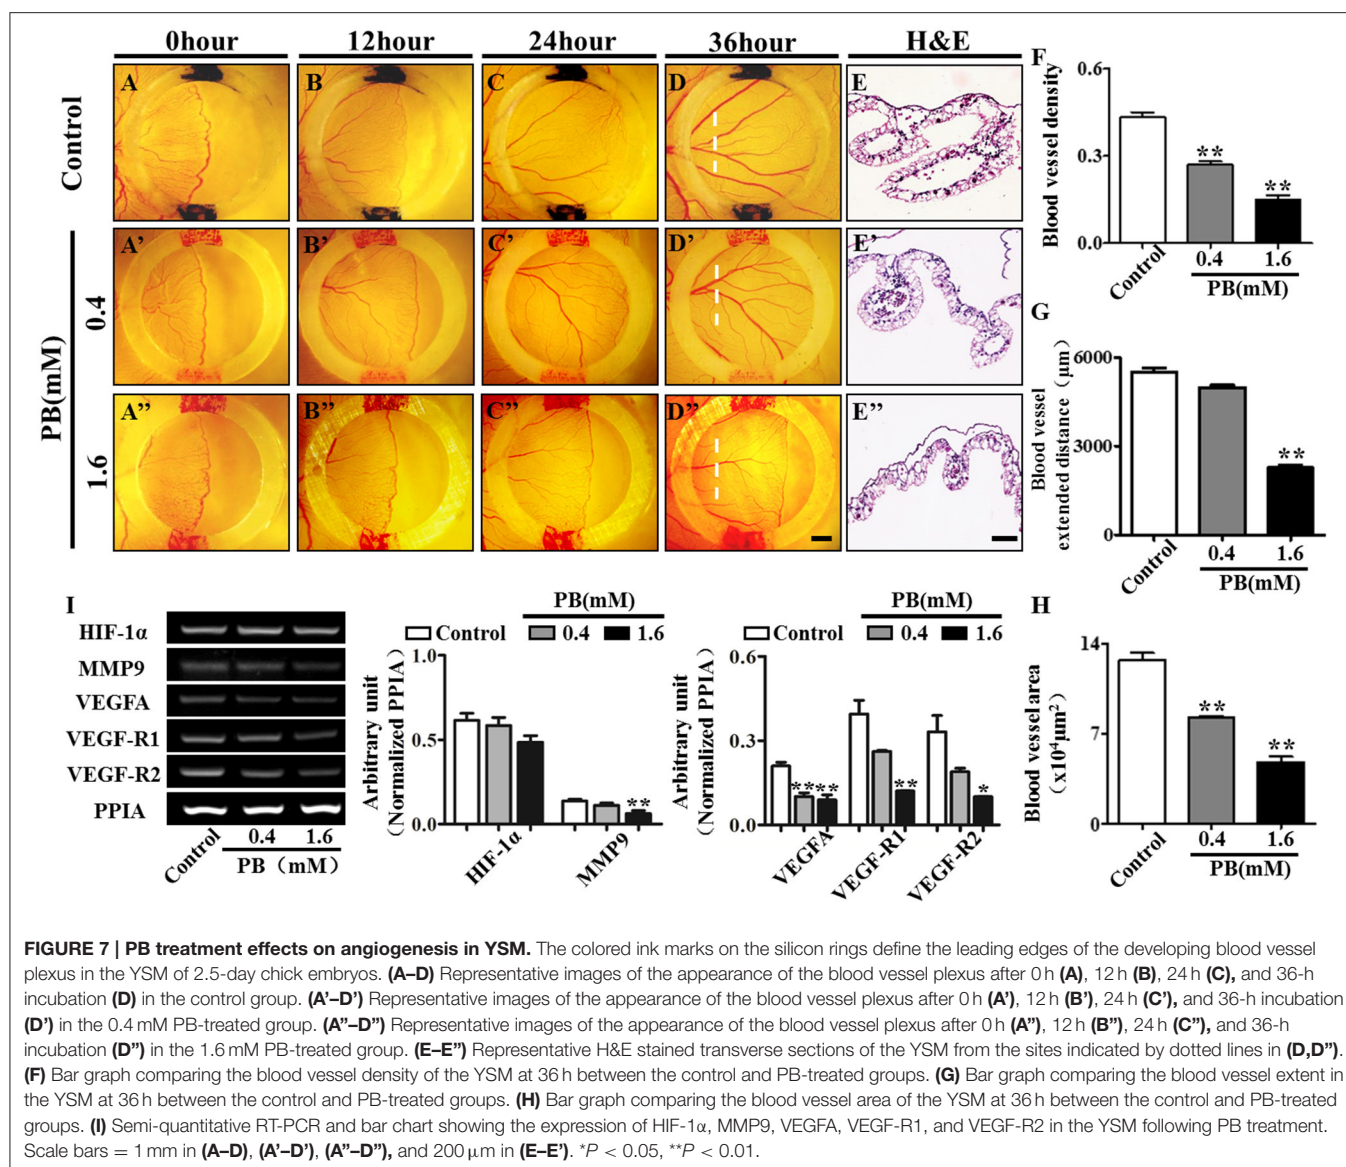 0hour 12hour 24hour 36hour H&E
Control
PB(mM)
0.4
1.6
A B C D E
A' B' C' D' E'
A” B” C” D” E”
F
Blood vessel density
0.6
0.3
0.0
** **
Control 0.4 1.6
PB(mM)
G
Blood vessel
extended distance (μm)
6000
3000
0
**
Control 0.4 1.6
PB(mM)
H
Blood vessel area
(x10⁴μm²)
14
7
0
** **
Control 0.4 1.6
PB(mM)
I
HIF-1α
MMP9
VEGFA
VEGF-R1
VEGF-R2
PPIA
Control 0.4 1.6
PB (mM)
PB(mM)
Control 0.4 1.6
Arbitrary unit
(Normalized PPIA)
1.0
0.5
0.0
**
HIF-1α MMP9
PB(mM)
Control 0.4 1.6
Arbitrary unit
(Normalized PPIA)
0.6
0.3
0.0
**** ** *
VEGFA VEGF-R1 VEGF-R2
FIGURE 7 | PB treatment effects on angiogenesis in YSM. The colored ink marks on the silicon rings define the leading edges of the developing blood vessel
plexus in the YSM of 2.5-day chick embryos. (A–D) Representative images of the appearance of the blood vessel plexus after 0 h (A), 12 h (B), 24 h (C), and 36-h
incubation (D) in the control group. (A’–D’) Representative images of the appearance of the blood vessel plexus after 0 h (A’), 12 h (B’), 24 h (C’), and 36-h incubation
(D’) in the 0.4 mM PB-treated group. (A”–D”) Representative images of the appearance of the blood vessel plexus after 0 h (A”), 12 h (B”), 24 h (C”), and 36-h
incubation (D”) in the 1.6 mM PB-treated group. (E–E”) Representative H&E stained transverse sections of the YSM from the sites indicated by dotted lines in (D,D”).
(F) Bar graph comparing the blood vessel density of the YSM at 36 h between the control and PB-treated groups. (G) Bar graph comparing the blood vessel extent in
the YSM at 36 h between the control and PB-treated groups. (H) Bar graph comparing the blood vessel area of the YSM at 36 h between the control and PB-treated
groups. (I) Semi-quantitative RT-PCR and bar chart showing the expression of HIF-1α, MMP9, VEGFA, VEGF-R1, and VEGF-R2 in the YSM following PB treatment.
Scale bars = 1 mm in (A–D), (A’–D’), (A”–D”), and 200 μm in (E–E’). *P < 0.05, **P < 0.01.